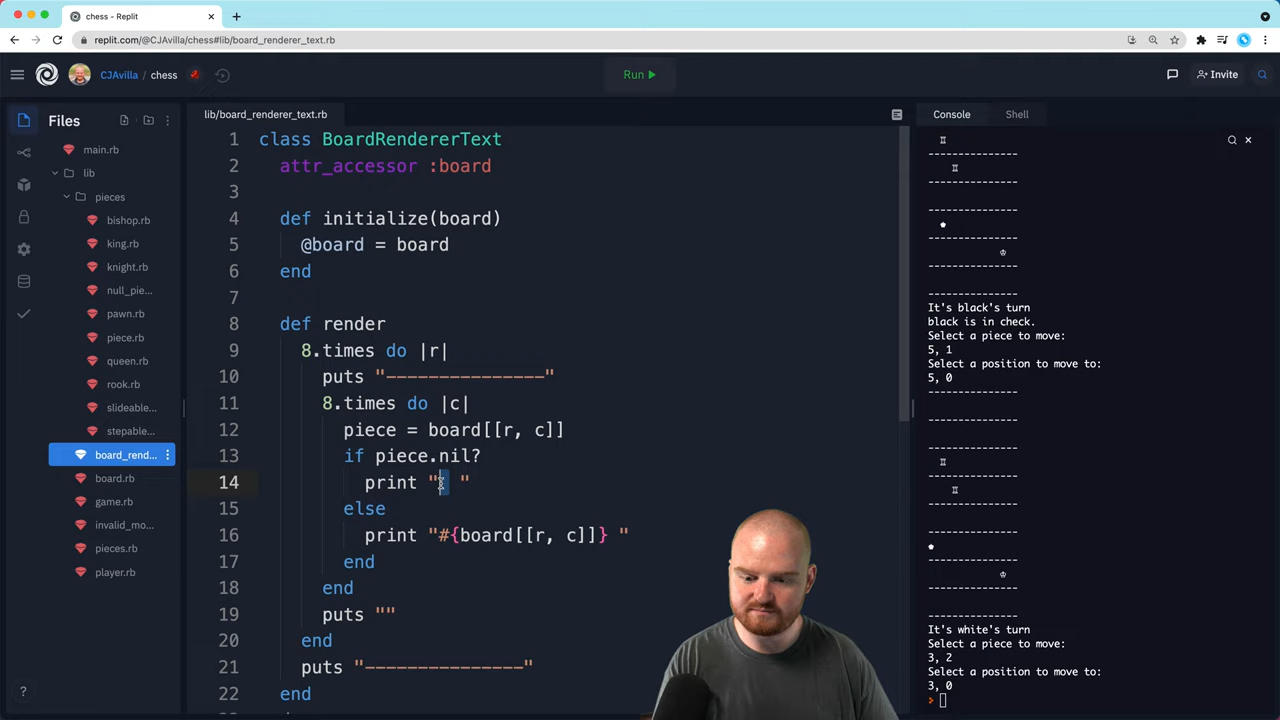 chess - Replit
replit.com/@CJAvilla/chess#lib/board_renderer_text.rb
CJAvilla / chess
Run
Invite
Files
main.rb
lib
pieces
bishop.rb
king.rb
knight.rb
null_pie...
pawn.rb
piece.rb
queen.rb
rook.rb
slideable...
stepable...
board_rend...
board.rb
game.rb
invalid_mo...
pieces.rb
player.rb
lib/board_renderer_text.rb
1 class BoardRendererText
2 attr_accessor :board
3
4 def initialize(board)
5 @board = board
6 end
7
8 def render
9 8.times do |r|
10 puts "---------------"
11 8.times do |c|
12 piece = board[[r, c]]
13 if piece.nil?
14 print "  "
15 else
16 print "#{board[[r, c]]} "
17 end
18 end
19 puts ""
20 end
21 puts "---------------"
22 end
Console
Shell
♖
---------------
♖
---------------
---------------
♚
---------------
♔
---------------
---------------
It's black's turn
black is in check.
Select a piece to move:
5, 1
Select a position to move to:
5, 0
---------------
---------------
---------------
♖
---------------
♖
---------------
---------------
♚
---------------
♔
---------------
---------------
It's white's turn
Select a piece to move:
3, 2
Select a position to move to:
3, 0
>
?